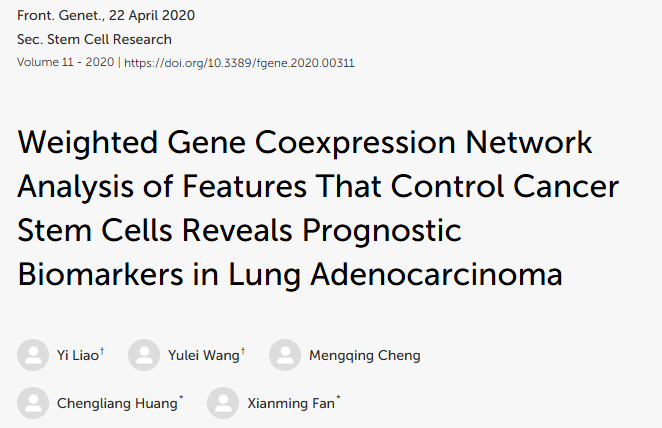 Front. Genet., 22 April 2020
Sec. Stem Cell Research
Volume 11 - 2020 | https://doi.org/10.3389/fgene.2020.00311
Weighted Gene Coexpression Network
Analysis of Features That Control Cancer
Stem Cells Reveals Prognostic
Biomarkers in Lung Adenocarcinoma
Yi Liao† Yulei Wang† Mengqing Cheng
Chengliang Huang* Xianming Fan*